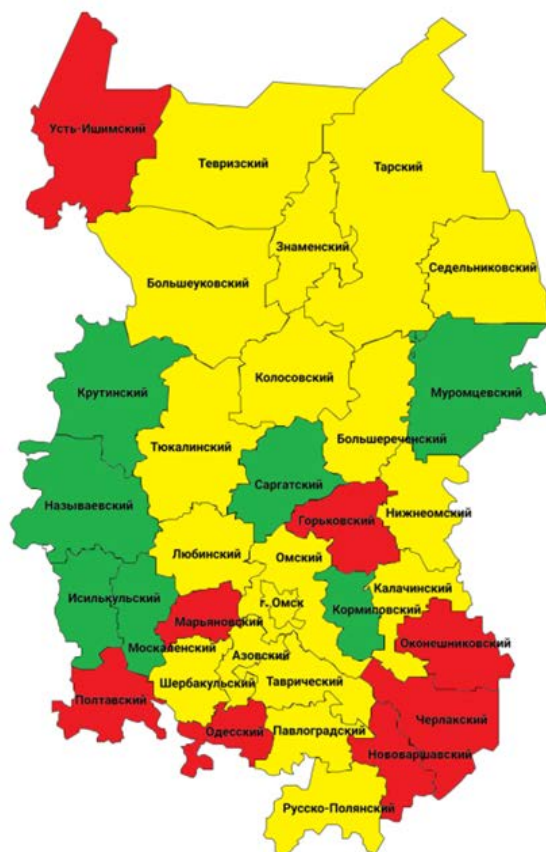 Усть-Ишимский
Тевризский
Тарский
Знаменский
Седельниковский
Большеуковский
Колосовский
Крутинский
Муромцевский
Тюкалинский
Большереченский
Саргатский
Называевский
Горьковский
Нижнеомский
Любинский
Омский
Исилькульский
Калачинский
г. Омск
Кормиловский
Марьяновский
Оконешниковский
Москаленский
Азовский
Шербакульский
Таврический
Полтавский
Черлакский
Одесский
Павлоградский
Нововаршавский
Русско-Полянский